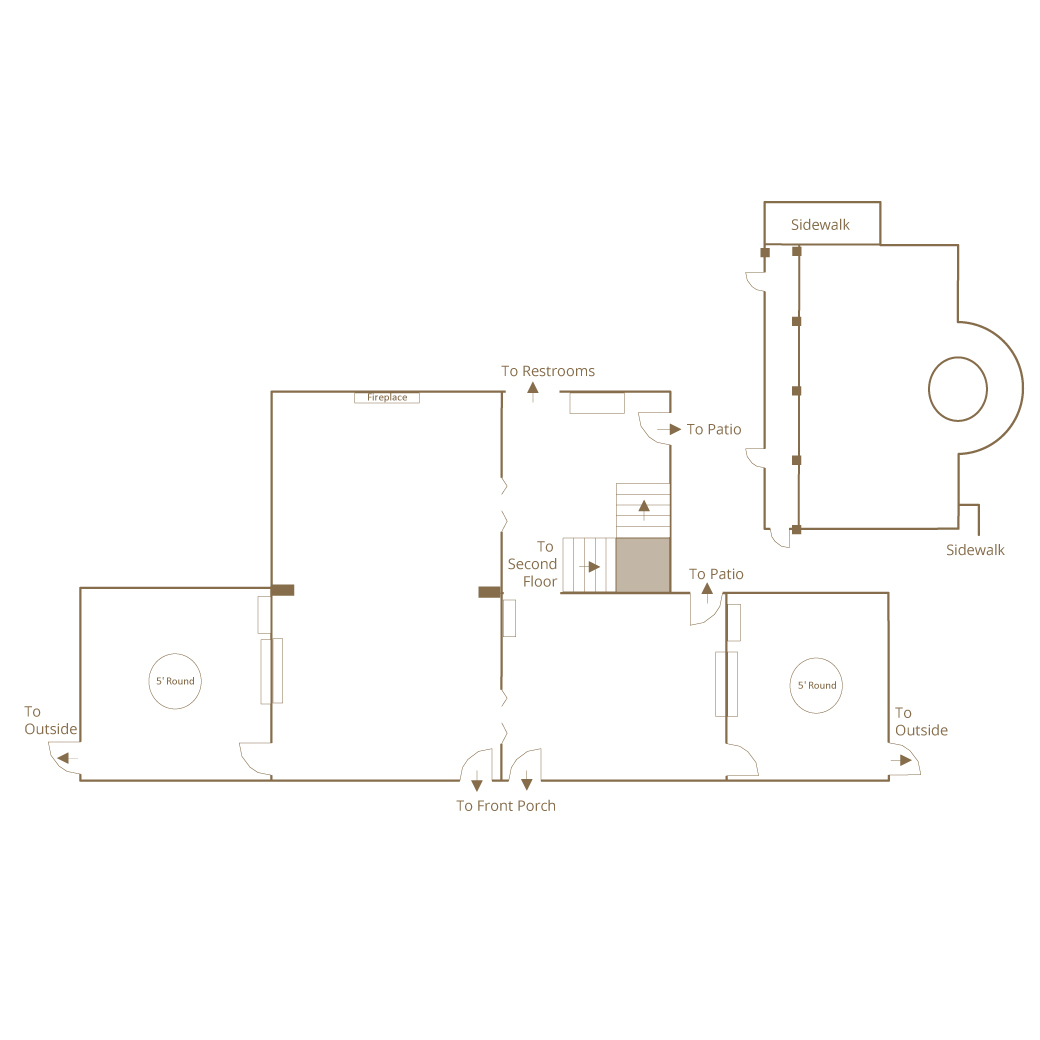 Sidewalk
To Restrooms
Fireplace
To Patio
To
Second
Floor
Sidewalk
To Patio
5' Round
5' Round
To
Outside
To
Outside
To Front Porch